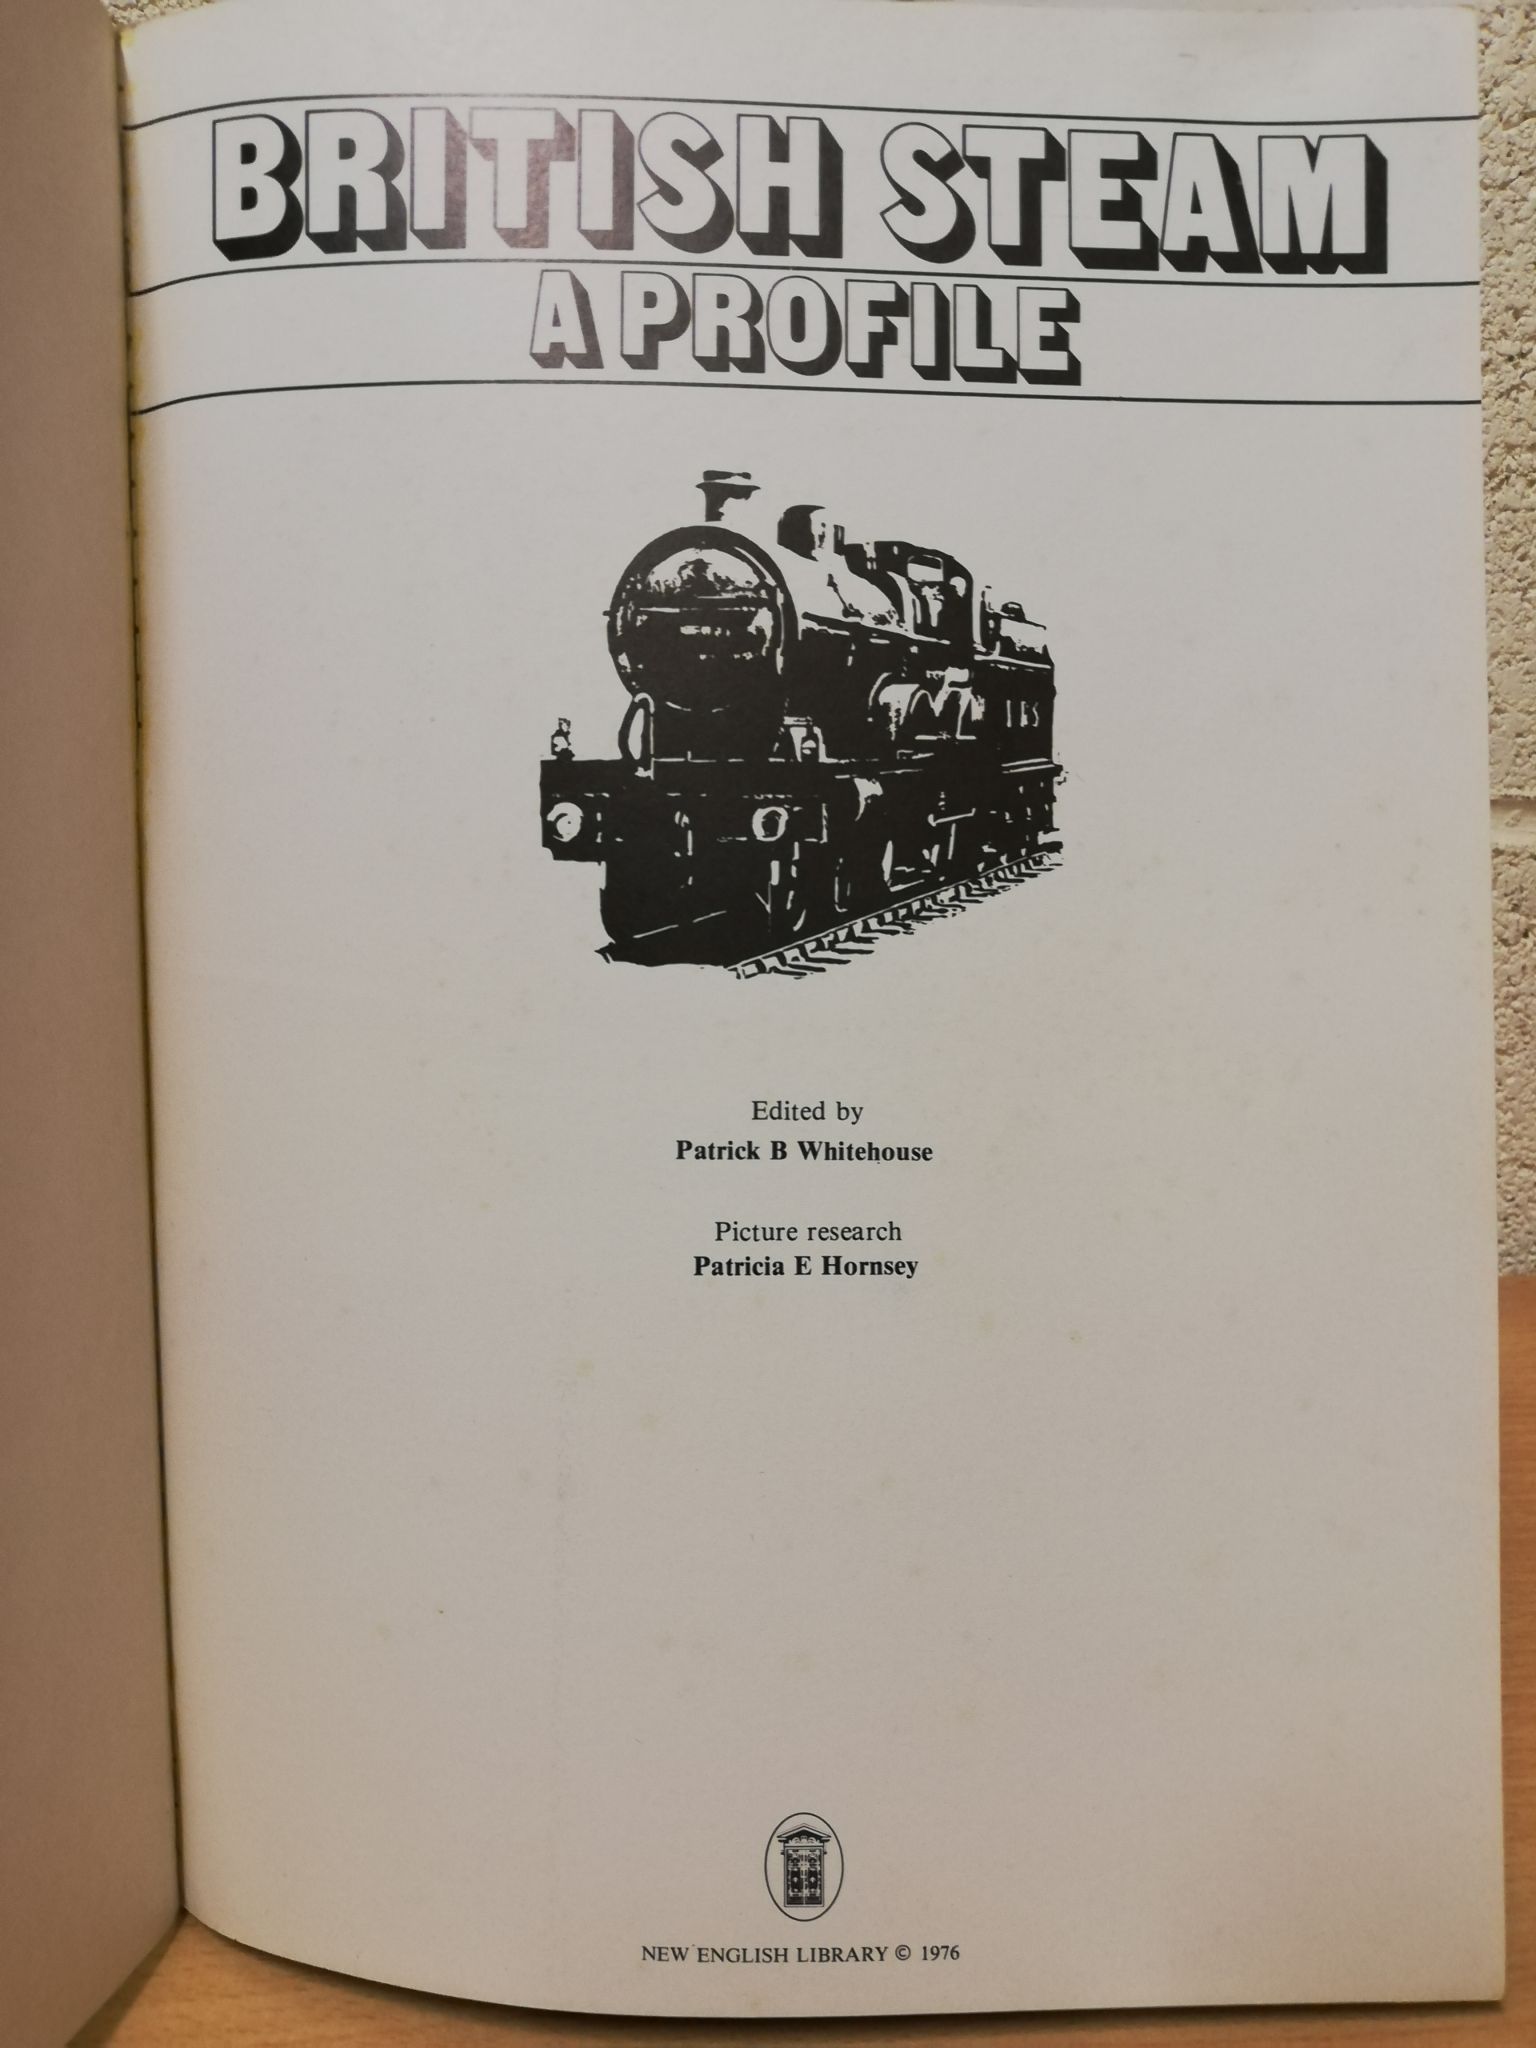 BRITISH STEAM
A PROFILE
Edited by
Patrick B Whitehouse
Picture research
Patricia E Hornsey
NEW ENGLISH LIBRARY © 1976